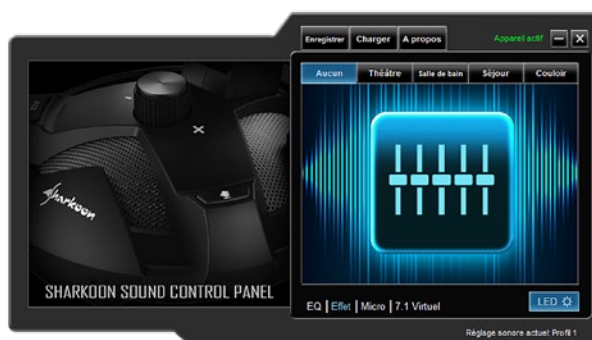 Enregistrer Charger A propos Appareil actif
Aucun Théâtre Salle de bain Séjour Couloir
Sharkoon
SHARKOON SOUND CONTROL PANEL
EQ | Effet | Micro | 7.1 Virtuel LED
Réglage sonore actuel: Profil 1